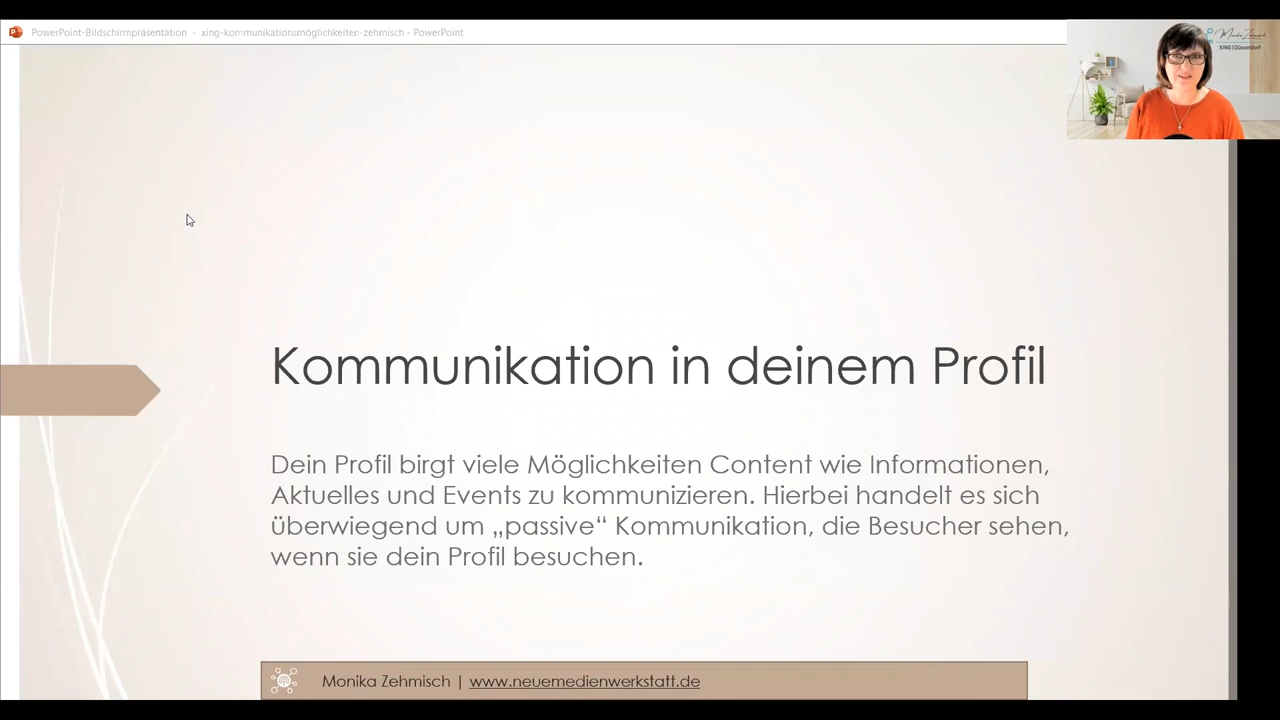 PowerPoint-Bildschirmpräsentation - xing-kommunikationsmöglichkeiten-zehmisch - PowerPoint
Monika Zehmisch
XING | Düsseldorf
Kommunikation in deinem Profil
Dein Profil birgt viele Möglichkeiten Content wie Informationen,
Aktuelles und Events zu kommunizieren. Hierbei handelt es sich
überwiegend um „passive“ Kommunikation, die Besucher sehen,
wenn sie dein Profil besuchen.
Monika Zehmisch | www.neuemedienwerkstatt.de